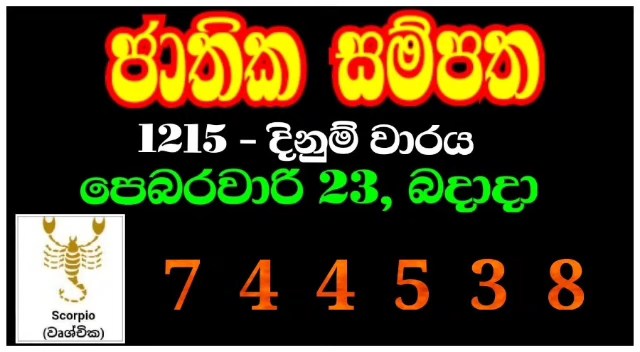 ජාතික සම්පත
1215 - දිනුම් වාරය
පෙබරවාරි 23, බදාදා
7 4 4 5 3 8
Scorpio
(වෘශ්චික)